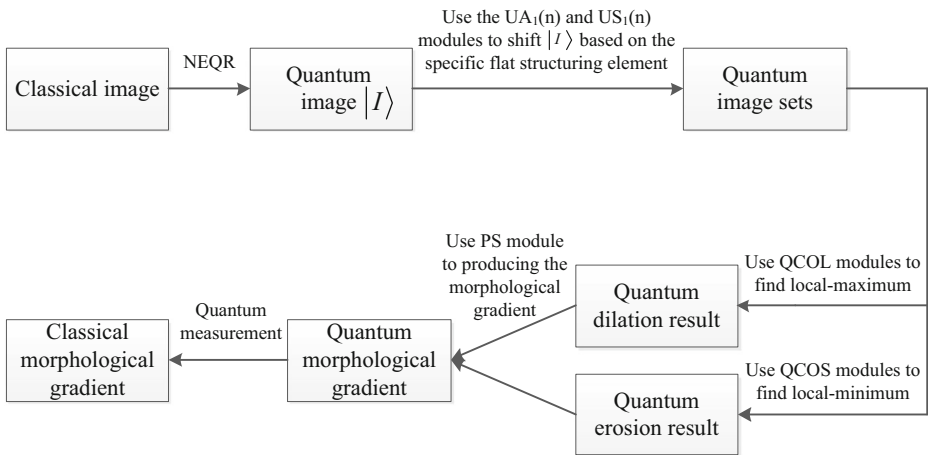 Classical image
NEQR
Quantum
image |I⟩
Use the UA₁(n) and US₁(n)
modules to shift |I⟩ based on the
specific flat structuring element
Quantum
image sets
Use QCOL modules to
find local-maximum
Quantum
dilation result
Use QCOS modules to
find local-minimum
Quantum
erosion result
Use PS module
to producing the
morphological
gradient
Quantum
morphological
gradient
Quantum
measurement
Classical
morphological
gradient